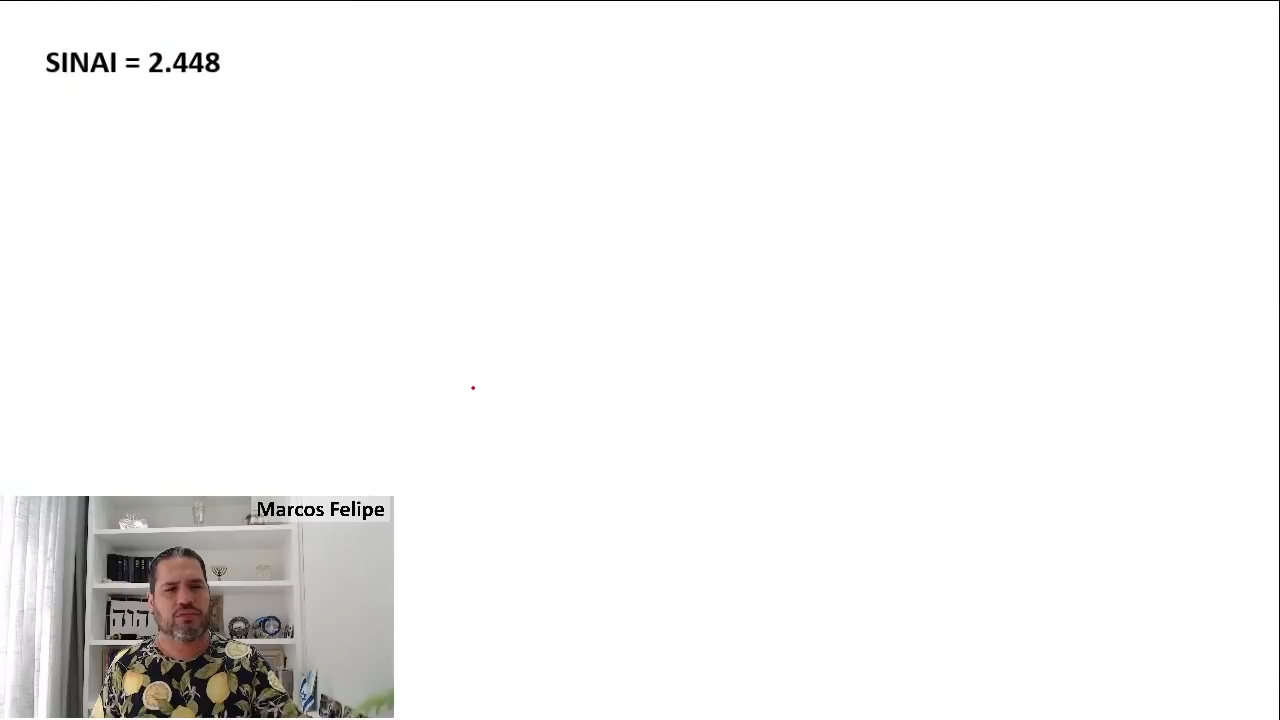 SINAI = 2.448
Marcos Felipe